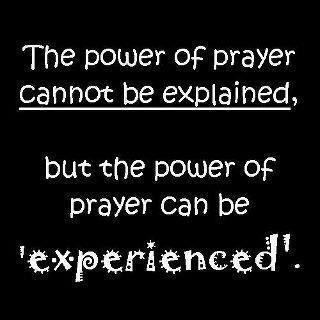 The power of prayer
cannot be explained,
but the power of
prayer can be
'experienced'.